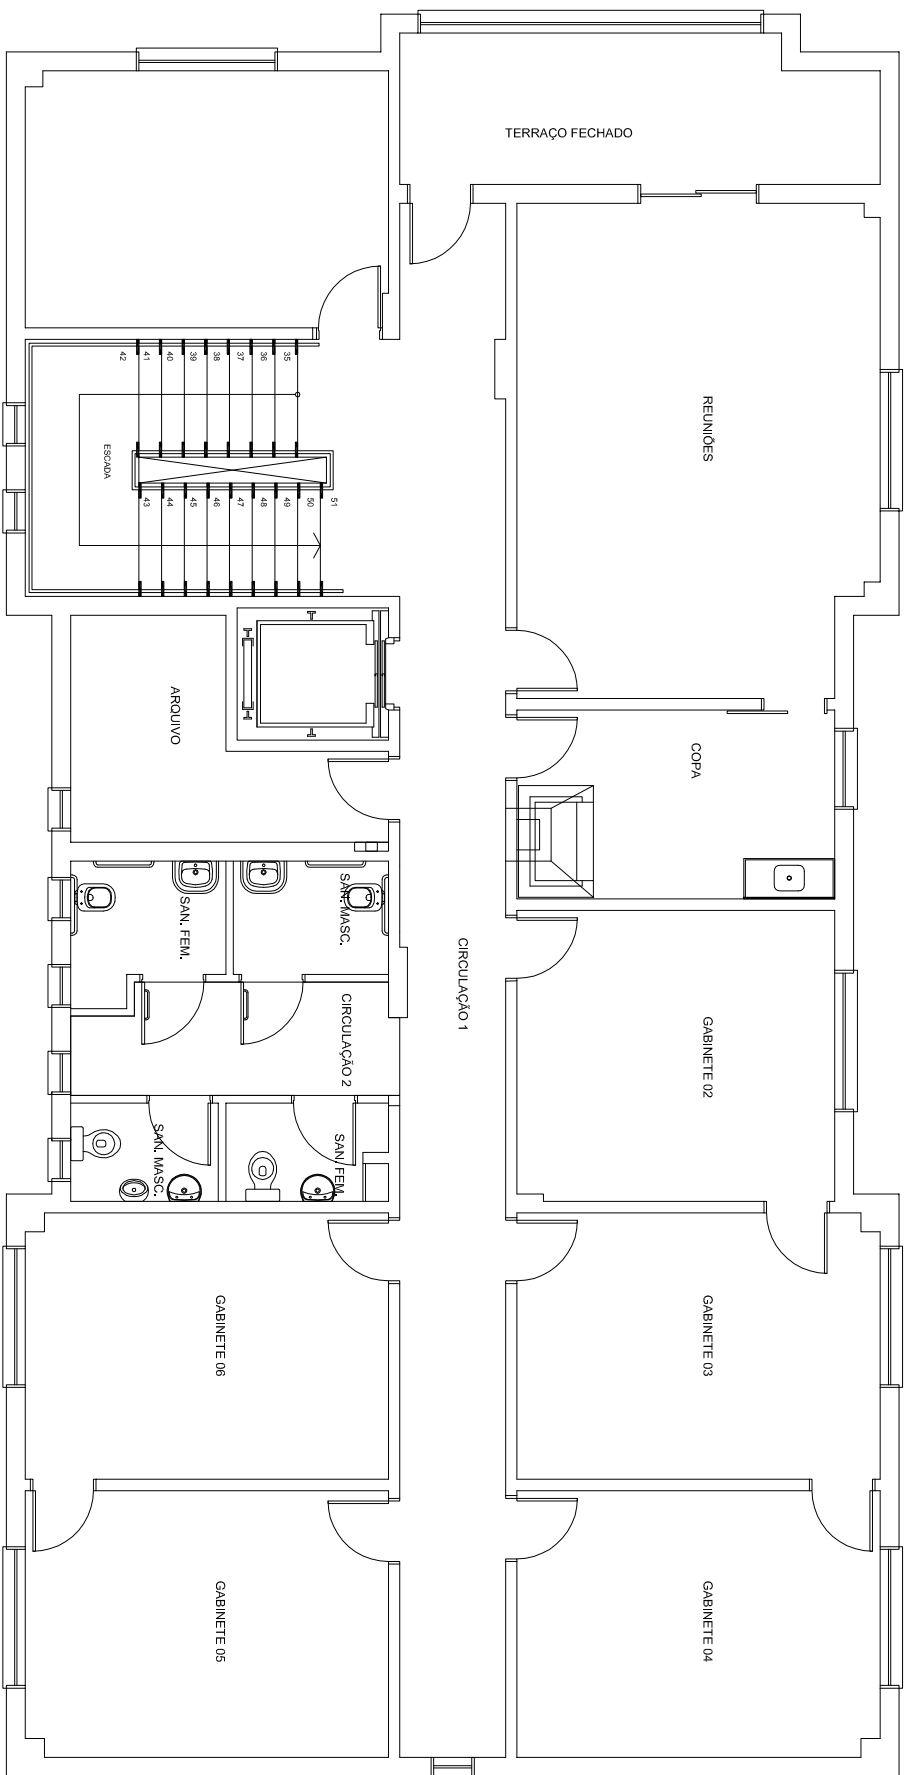 TERRAÇO FECHADO
REUNIÕES
35
36
37
38
39
40
41
42
ESCADA
43
44
45
46
47
48
49
50
51
ARQUIVO
COPA
SAN. FEM.
SAN. MASC.
CIRCULAÇÃO 1
CIRCULAÇÃO 2
GABINETE 02
SAN. MASC.
SAN. FEM.
GABINETE 06
GABINETE 03
GABINETE 05
GABINETE 04